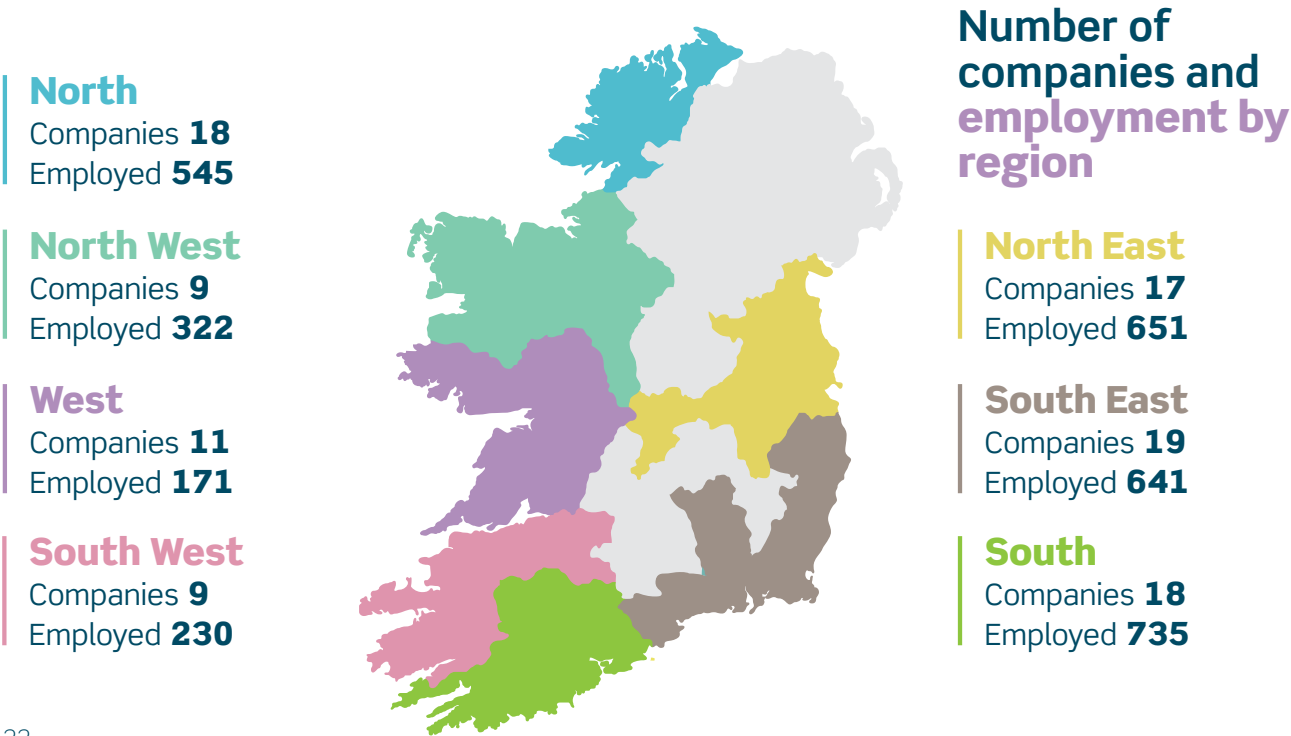 Number of
companies and
employment by
region
North
Companies 18
Employed 545
North West
Companies 9
Employed 322
West
Companies 11
Employed 171
South West
Companies 9
Employed 230
North East
Companies 17
Employed 651
South East
Companies 19
Employed 641
South
Companies 18
Employed 735